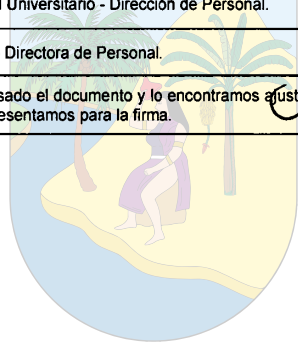 Universitario - Dirección de Personal.
Directora de Personal.
sado el documento y lo encontramos ajust
esentamos para la firma.